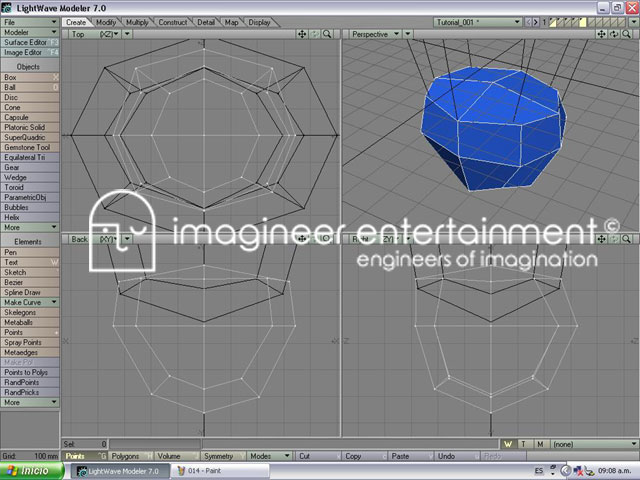 LightWave Modeler 7.0
File
Create
Modify
Multiply
Construct
Detail
Map
Display
Tutorial_001 *
1
Modeler
Surface Editor
Image Editor
Objects
Box X
Ball O
Disc
Cone
Capsule
Platonic Solid
SuperQuadric
Gemstone Tool
Equilateral Tri
Gear
Wedge
Toroid
ParametricObj
Bubbles
Helix
More
Elements
Pen
Text W
Sketch
Bezier
Spline Draw
Make Curve
Skelegons
Metaballs
Points +
Spray Points
Metaedges
Make Pol
Points to Polys
RandPoints
RandPricks
More
Top (XZ)
Perspective
Back (XY)
Right (ZY)
imagineer entertainment©
engineers of imagination
Sel: 0
W T M (none)
Grid: 100 mm
Points
Polygons
Volume
Symmetry
Modes
Cut
Copy
Paste
Undo
Redo
Inicio
LightWave Modeler 7.0
014 - Paint
ES
09:08 a.m.